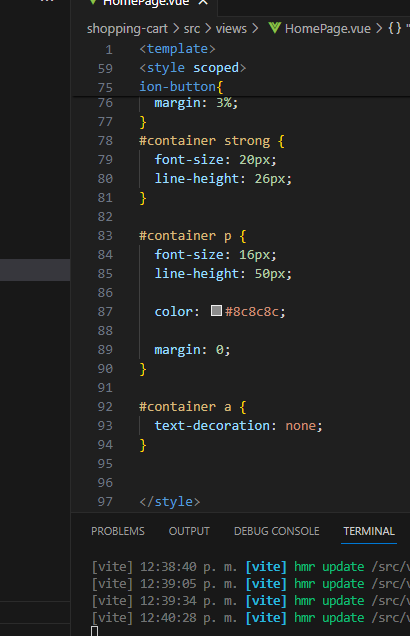 HomePage.vue
shopping-cart > src > views > HomePage.vue > {} "
1 <template>
59 <style scoped>
75 ion-button{
76 margin: 3%;
77 }
78 #container strong {
79 font-size: 20px;
80 line-height: 26px;
81 }
82
83 #container p {
84 font-size: 16px;
85 line-height: 50px;
86
87 color: #8c8c8c;
88
89 margin: 0;
90 }
91
92 #container a {
93 text-decoration: none;
94 }
95
96
97 </style>
PROBLEMS OUTPUT DEBUG CONSOLE TERMINAL
[vite] 12:38:40 p. m. [vite] hmr update /src/v
[vite] 12:39:05 p. m. [vite] hmr update /src/v
[vite] 12:39:34 p. m. [vite] hmr update /src/v
[vite] 12:40:28 p. m. [vite] hmr update /src/v